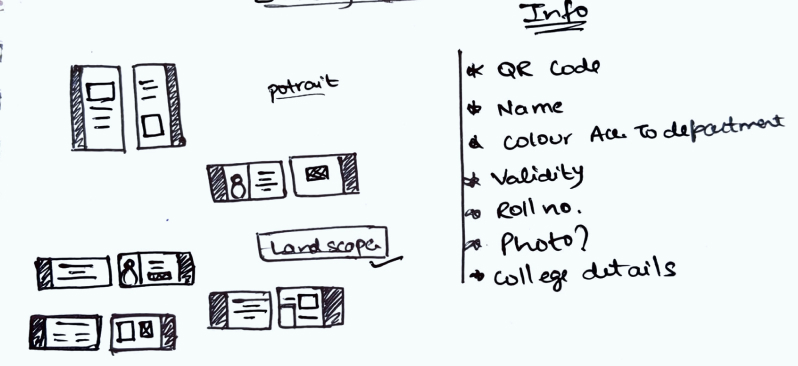 Info
potrait
Landscape
QR Code
Name
Colour Acc. To department
Validity
Roll no.
Photo?
College details